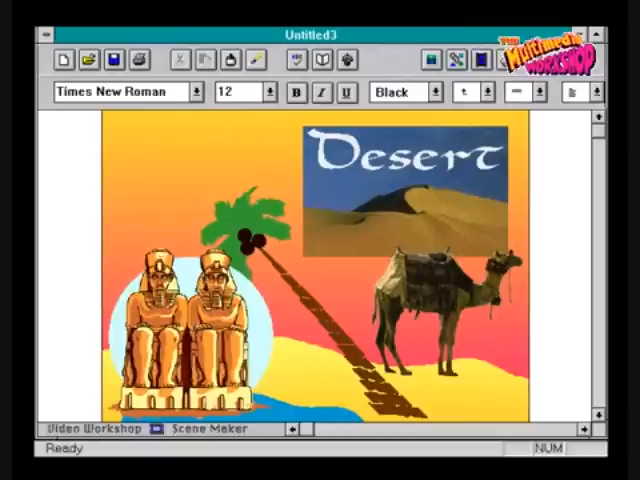 Untitled3
THE
Multimedia
WORKSHOP
Times New Roman
12
B
I
U
Black
Desert
Video Workshop
Scene Maker
Ready
NUM